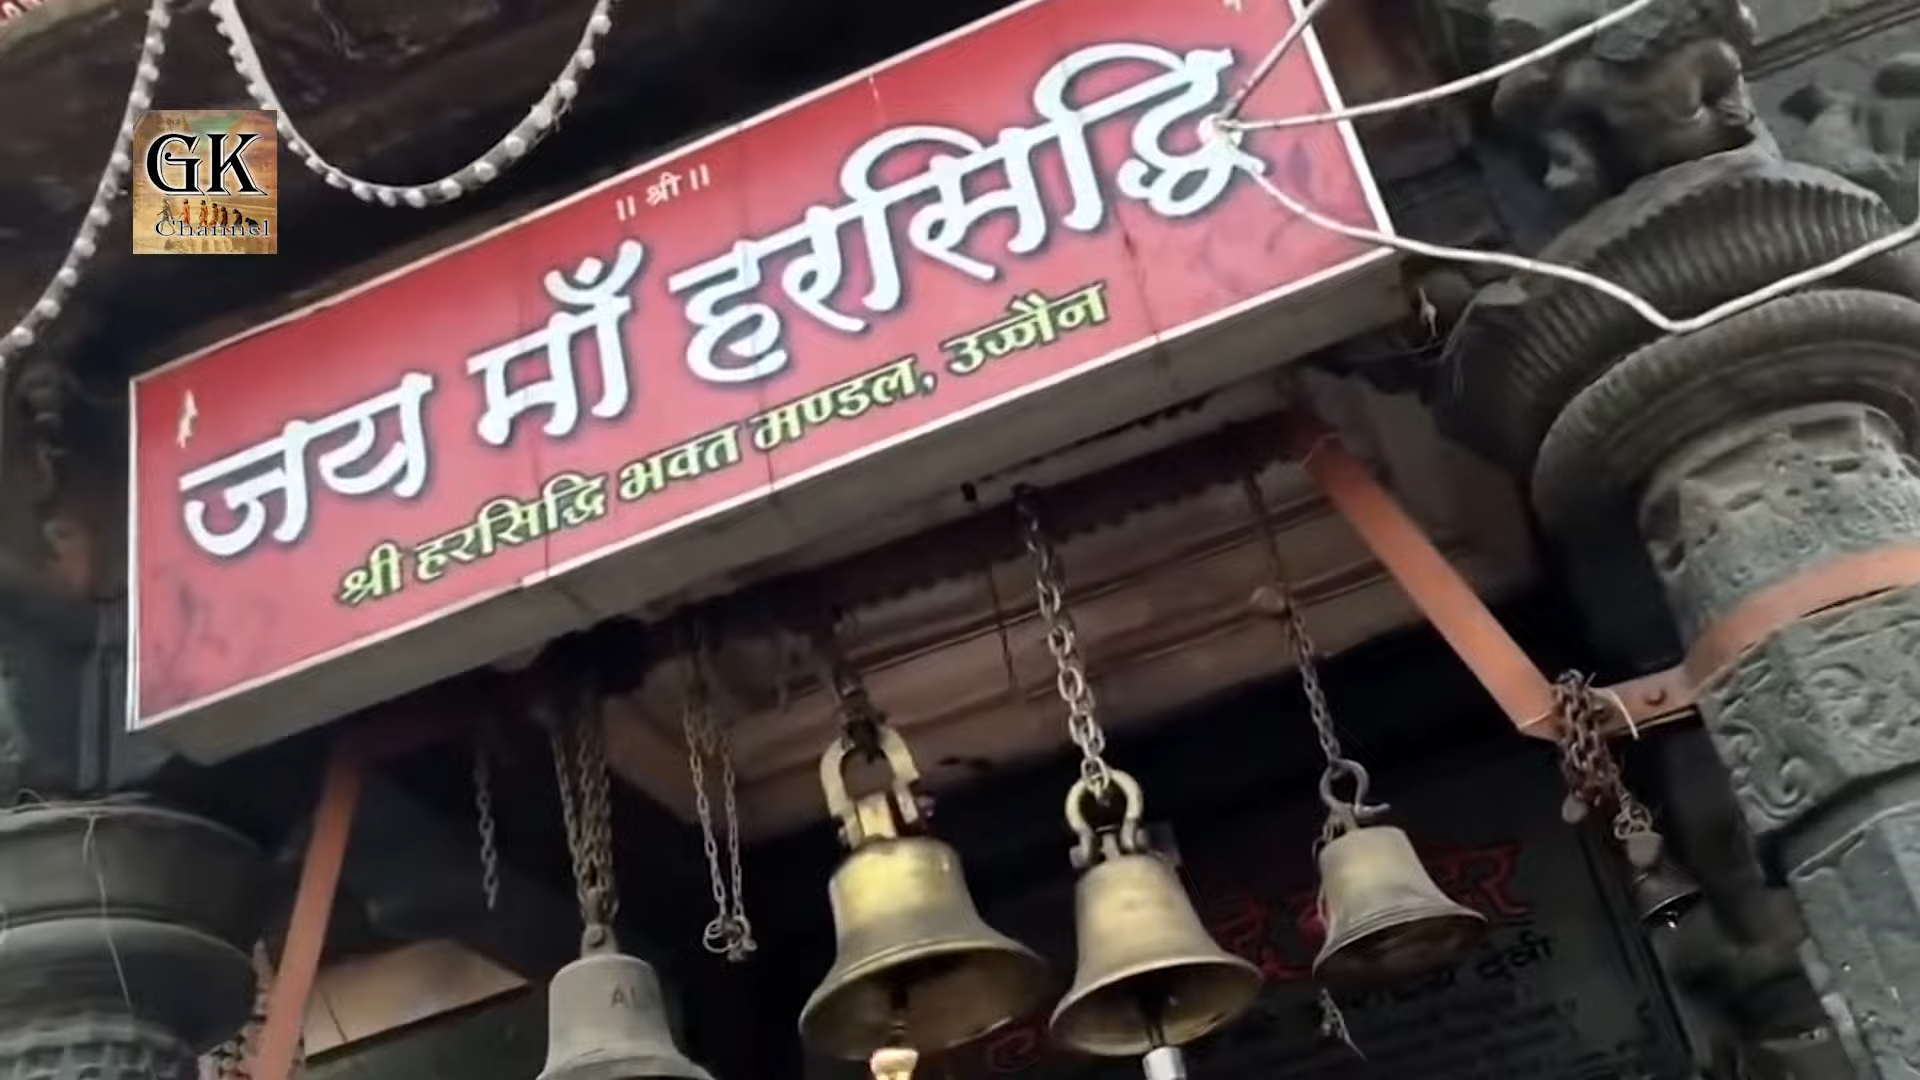 GK
Channel
॥ श्री ॥
जय माँ हरसिद्धि
श्री हरसिद्धि भक्त मण्डल, उज्जैन